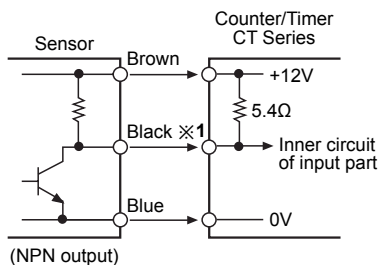 Counter/Timer
CT Series
Sensor
Brown
+12V
5.4Ω
Black ※1
Inner circuit
of input part
Blue
0V
(NPN output)